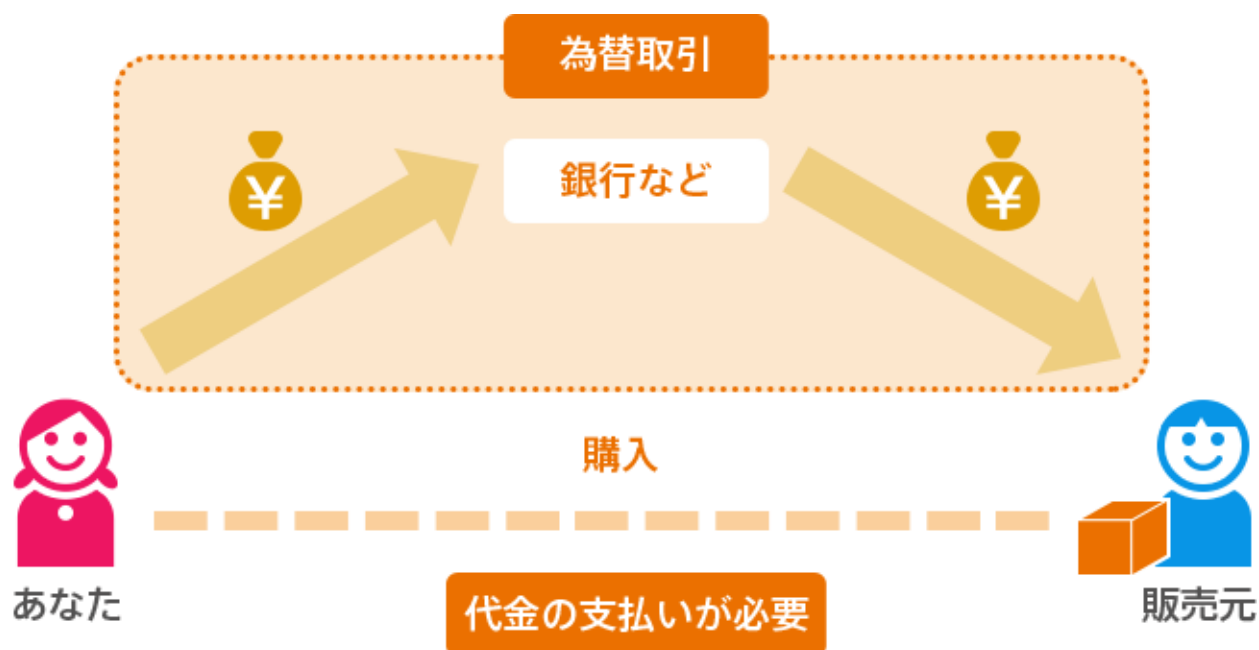 為替取引
銀行など
¥
¥
購入
あなた
販売元
代金の支払いが必要